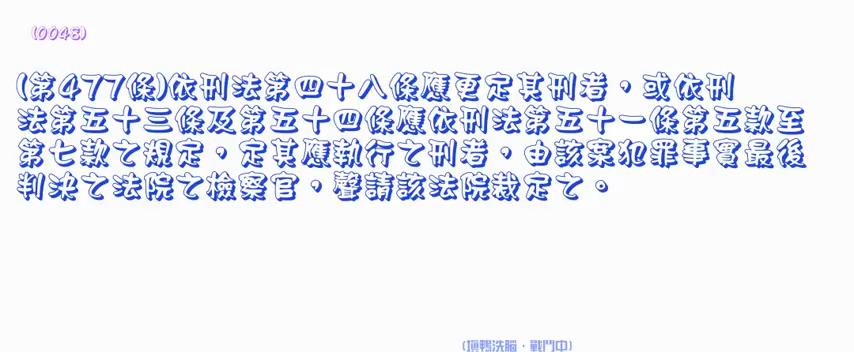 (0048)
(第477條)依刑法第四十八條應更定其刑者，或依刑
法第五十三條及第五十四條應依刑法第五十一條第五款至
第七款之規定，定其應執行之刑者，由該案犯罪事實最後
判決之法院之檢察官，聲請該法院裁定之。
(填鴨洗腦．戰鬥中)